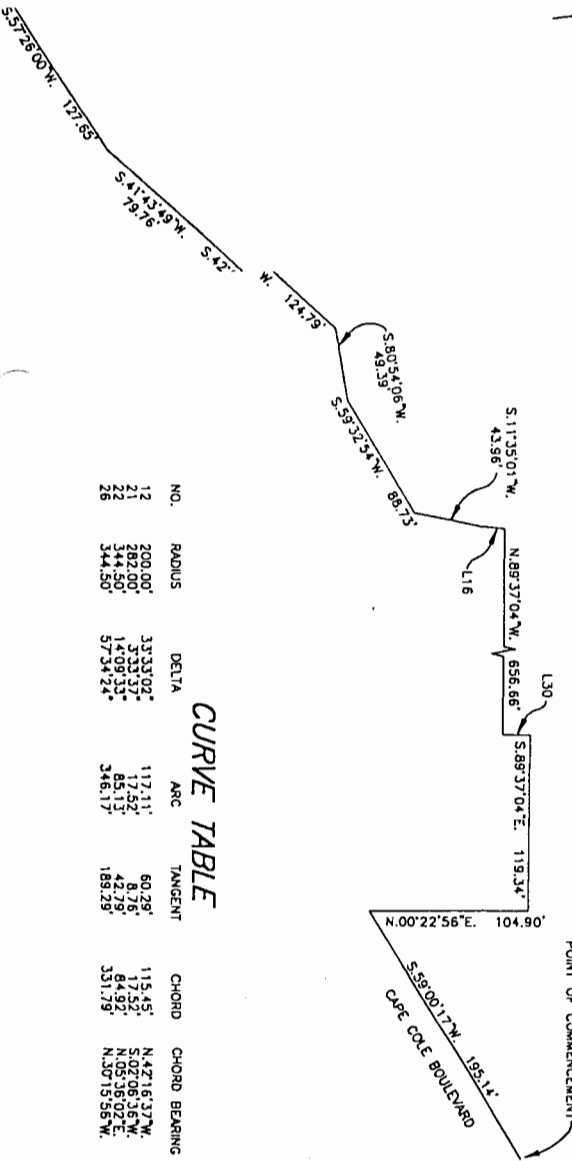 S.57°26'00"W. 127.65'
S.41°43'49"W.
79.76'
S.42°
W. 124.79'
S.80°54'06"W.
49.39'
S.59°32'54"W. 88.73'
S.11°35'01"W.
43.96'
L16
N.89°37'04"W. 656.66'
L30
S.89°37'04"E. 119.34'
N.00°22'56"E. 104.90'
POINT OF COMMENCEMENT
S.59°00'17"W. 195.14'
CAPE COLE BOULEVARD
CURVE TABLE
NO. RADIUS DELTA ARC TANGENT CHORD CHORD BEARING
12 200.00' 33°33'02" 117.11' 60.29' 115.45' N.42°16'37"W.
21 282.00' 3°33'37" 17.52' 8.76' 17.52' S.02°06'36"W.
22 344.50' 14°09'33" 85.13' 42.79' 84.92' N.05°36'02"E.
26 344.50' 57°34'24" 346.17' 189.29' 331.79' N.30°15'56"W.